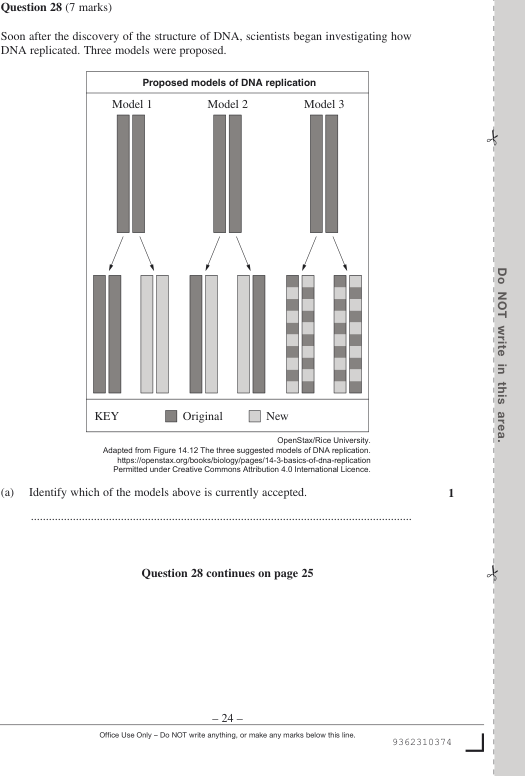 Question 28 (7 marks)
Soon after the discovery of the structure of DNA, scientists began investigating how
DNA replicated. Three models were proposed.
Proposed models of DNA replication
Model 1 Model 2 Model 3
KEY Original New
OpenStax/Rice University.
Adapted from Figure 14.12 The three suggested models of DNA replication.
https://openstax.org/books/biology/pages/14-3-basics-of-dna-replication
Permitted under Creative Commons Attribution 4.0 International Licence.
(a) Identify which of the models above is currently accepted. 1
................................................................................................................................
Question 28 continues on page 25
– 24 –
Office Use Only – Do NOT write anything, or make any marks below this line.
9362310374
Do NOT write in this area.